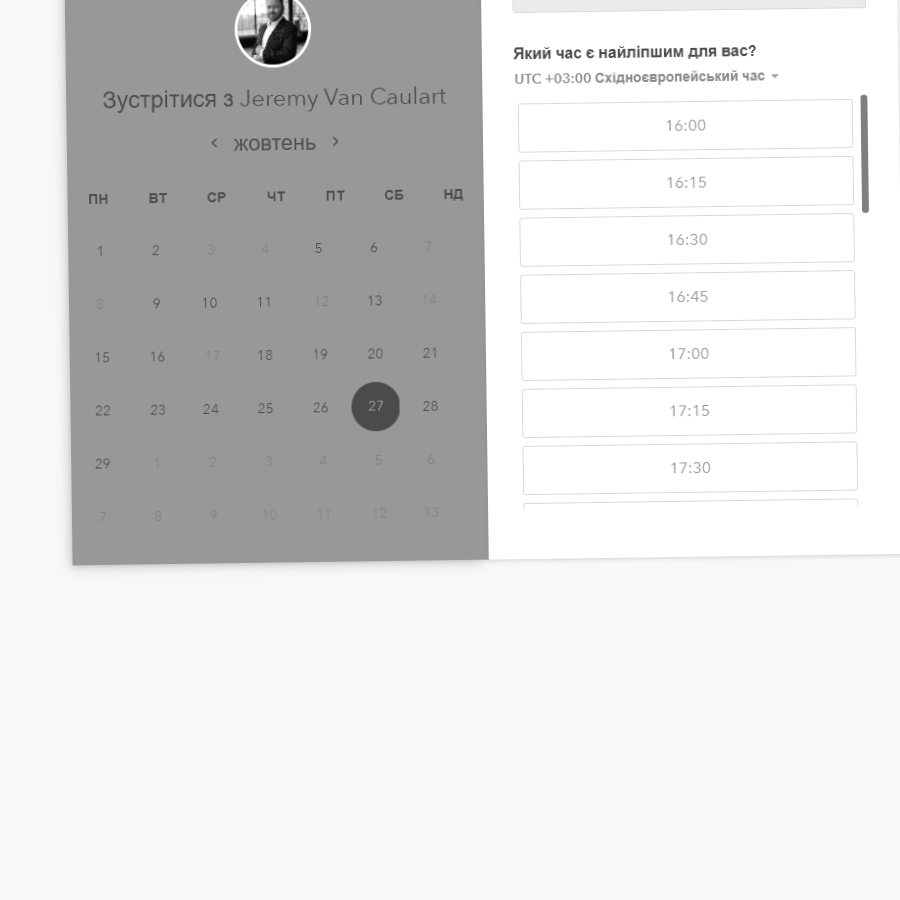 Зустрітися з Jeremy Van Caulart
жовтень
ПН ВТ СР ЧТ ПТ СБ НД
1 2 3 4 5 6 7
8 9 10 11 12 13 14
15 16 17 18 19 20 21
22 23 24 25 26 27 28
29 1 2 3 4 5 6
7 8 9 10 11 12 13
Який час є найліпшим для вас?
UTC +03:00 Східноєвропейський час
16:00
16:15
16:30
16:45
17:00
17:15
17:30